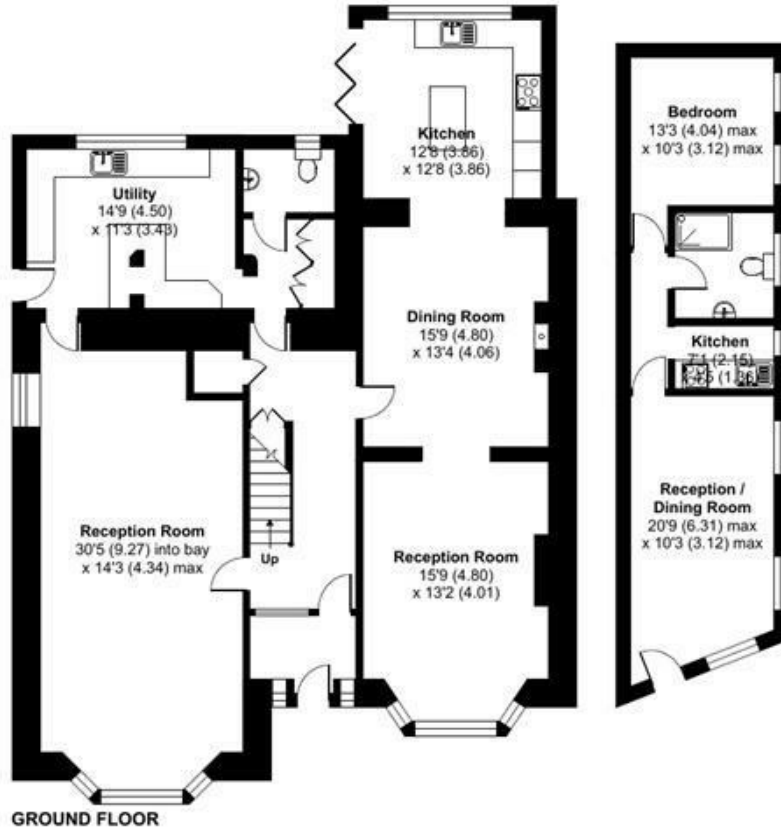 Kitchen
12'8 (3.86)
x 12'8 (3.86)
Utility
14'9 (4.50)
x 11'3 (3.43)
Dining Room
15'9 (4.80)
x 13'4 (4.06)
Reception Room
30'5 (9.27) into bay
x 14'3 (4.34) max
Up
Reception Room
15'9 (4.80)
x 13'2 (4.01)
Bedroom
13'3 (4.04) max
x 10'3 (3.12) max
Kitchen
7'1 (2.15)
Reception /
Dining Room
20'9 (6.31) max
x 10'3 (3.12) max
GROUND FLOOR